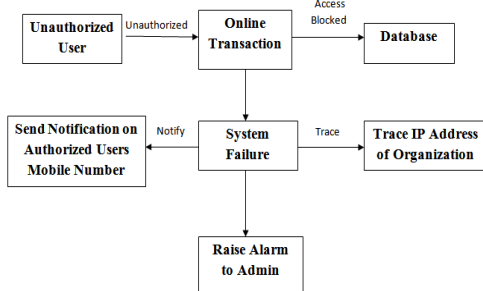 Access
Blocked
Unauthorized
User
Unauthorized
Online
Transaction
Database
Send Notification on
Authorized Users
Mobile Number
Notify
System
Failure
Trace
Trace IP Address
of Organization
Raise Alarm
to Admin